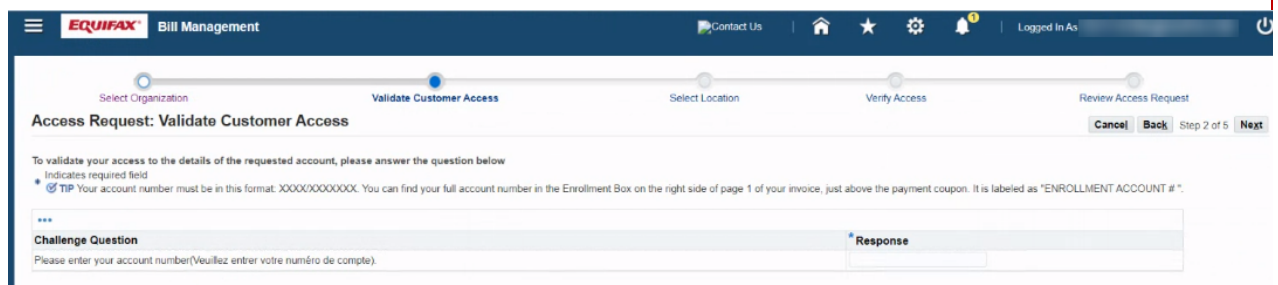 EQUIFAX Bill Management Contact Us 1 Logged In As
Select Organization Validate Customer Access Select Location Verify Access Review Access Request
Access Request: Validate Customer Access Cancel Back Step 2 of 5 Next
To validate your access to the details of the requested account, please answer the question below
Indicates required field
* TIP Your account number must be in this format: XXXX/XXXXXXX. You can find your full account number in the Enrollment Box on the right side of page 1 of your invoice, just above the payment coupon. It is labeled as "ENROLLMENT ACCOUNT # ".
Challenge Question * Response
Please enter your account number(Veuillez entrer votre numéro de compte).